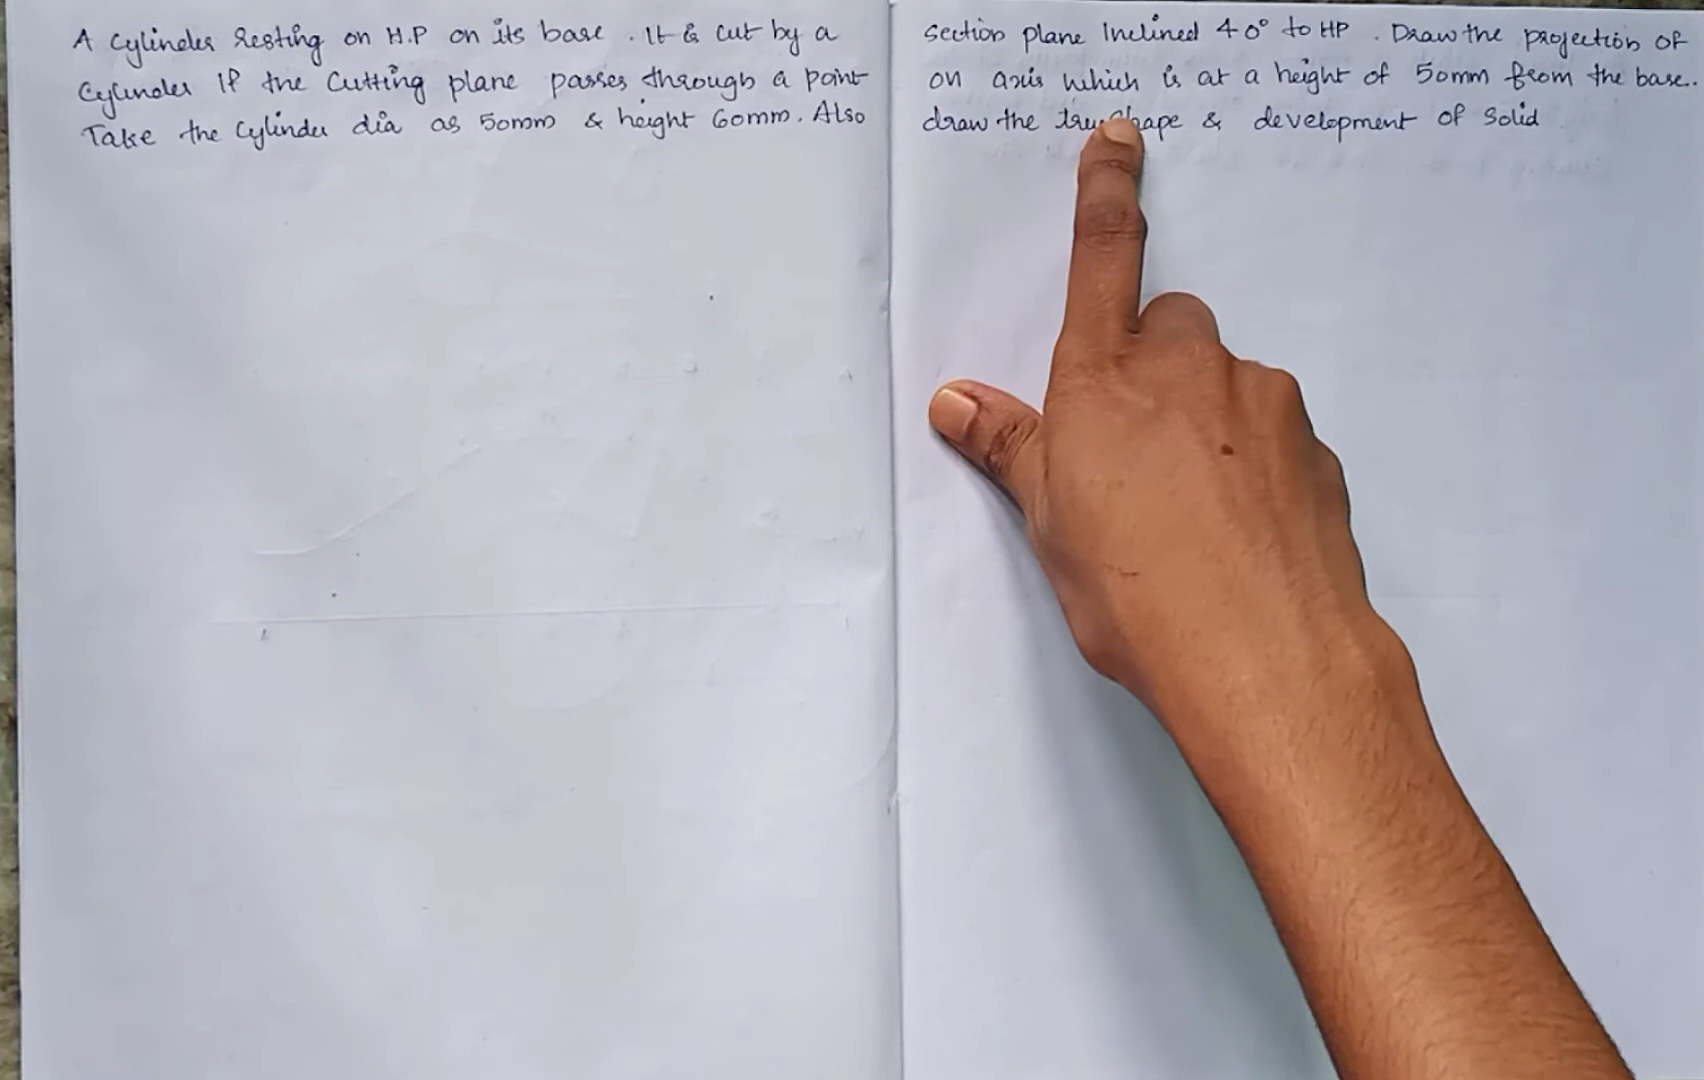 A Cylinder Resting on H.P on its base. It is cut by a section plane Inclined 40° to HP. Draw the projection of
Cylinder If the Cutting plane passes through a point on axis which is at a height of 50mm from the base..
Take the Cylinder dia as 50mm & height 60mm. Also draw the true shape & development of Solid